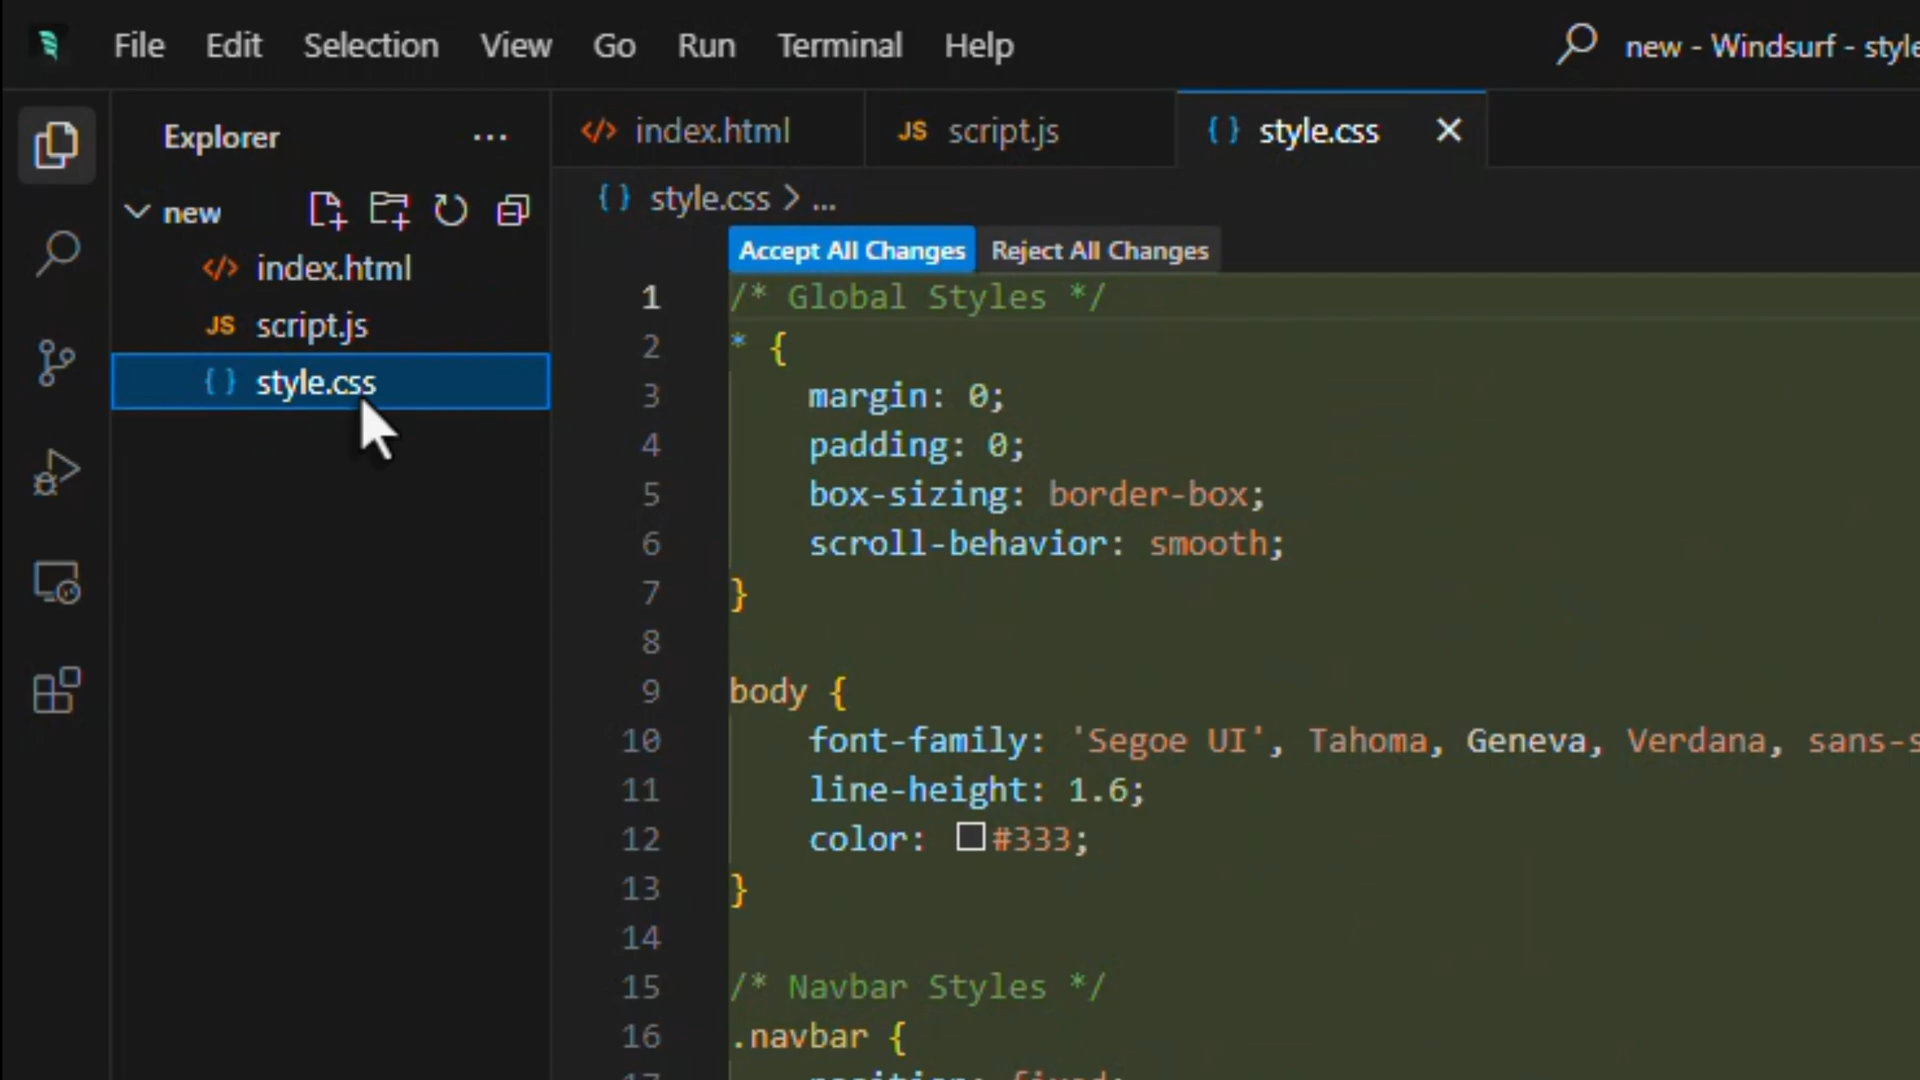 File Edit Selection View Go Run Terminal Help
new - Windsurf - style
Explorer ...
new
index.html
JS script.js
{ } style.css
index.html
JS script.js
{ } style.css
{ } style.css > ...
Accept All Changes Reject All Changes
1 /* Global Styles */
2 * {
3 margin: 0;
4 padding: 0;
5 box-sizing: border-box;
6 scroll-behavior: smooth;
7 }
8
9 body {
10 font-family: 'Segoe UI', Tahoma, Geneva, Verdana, sans-s
11 line-height: 1.6;
12 color: #333;
13 }
14
15 /* Navbar Styles */
16 .navbar {
17 position: fixed;